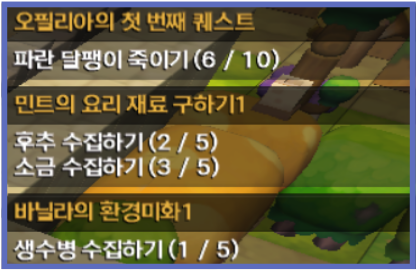 오필리아의 첫 번째 퀘스트
파란 달팽이 죽이기(6 / 10)
민트의 요리 재료 구하기1
후추 수집하기(2 / 5)
소금 수집하기(3 / 5)
바닐라의 환경미화1
생수병 수집하기(1 / 5)